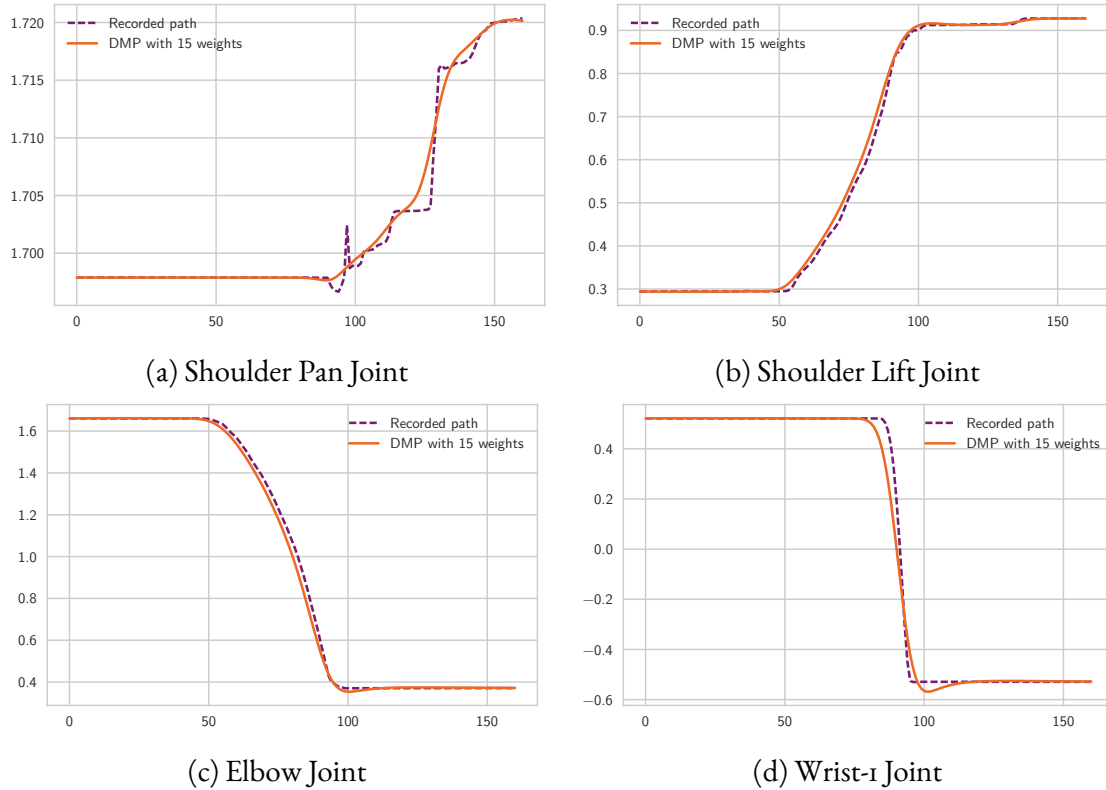 1.720
1.715
1.710
1.705
1.700
Recorded path
DMP with 15 weights
0 50 100 150
(a) Shoulder Pan Joint
0.9
0.8
0.7
0.6
0.5
0.4
0.3
Recorded path
DMP with 15 weights
0 50 100 150
(b) Shoulder Lift Joint
1.6
1.4
1.2
1.0
0.8
0.6
0.4
Recorded path
DMP with 15 weights
0 50 100 150
(c) Elbow Joint
0.4
0.2
0.0
−0.2
−0.4
−0.6
Recorded path
DMP with 15 weights
0 50 100 150
(d) Wrist-1 Joint